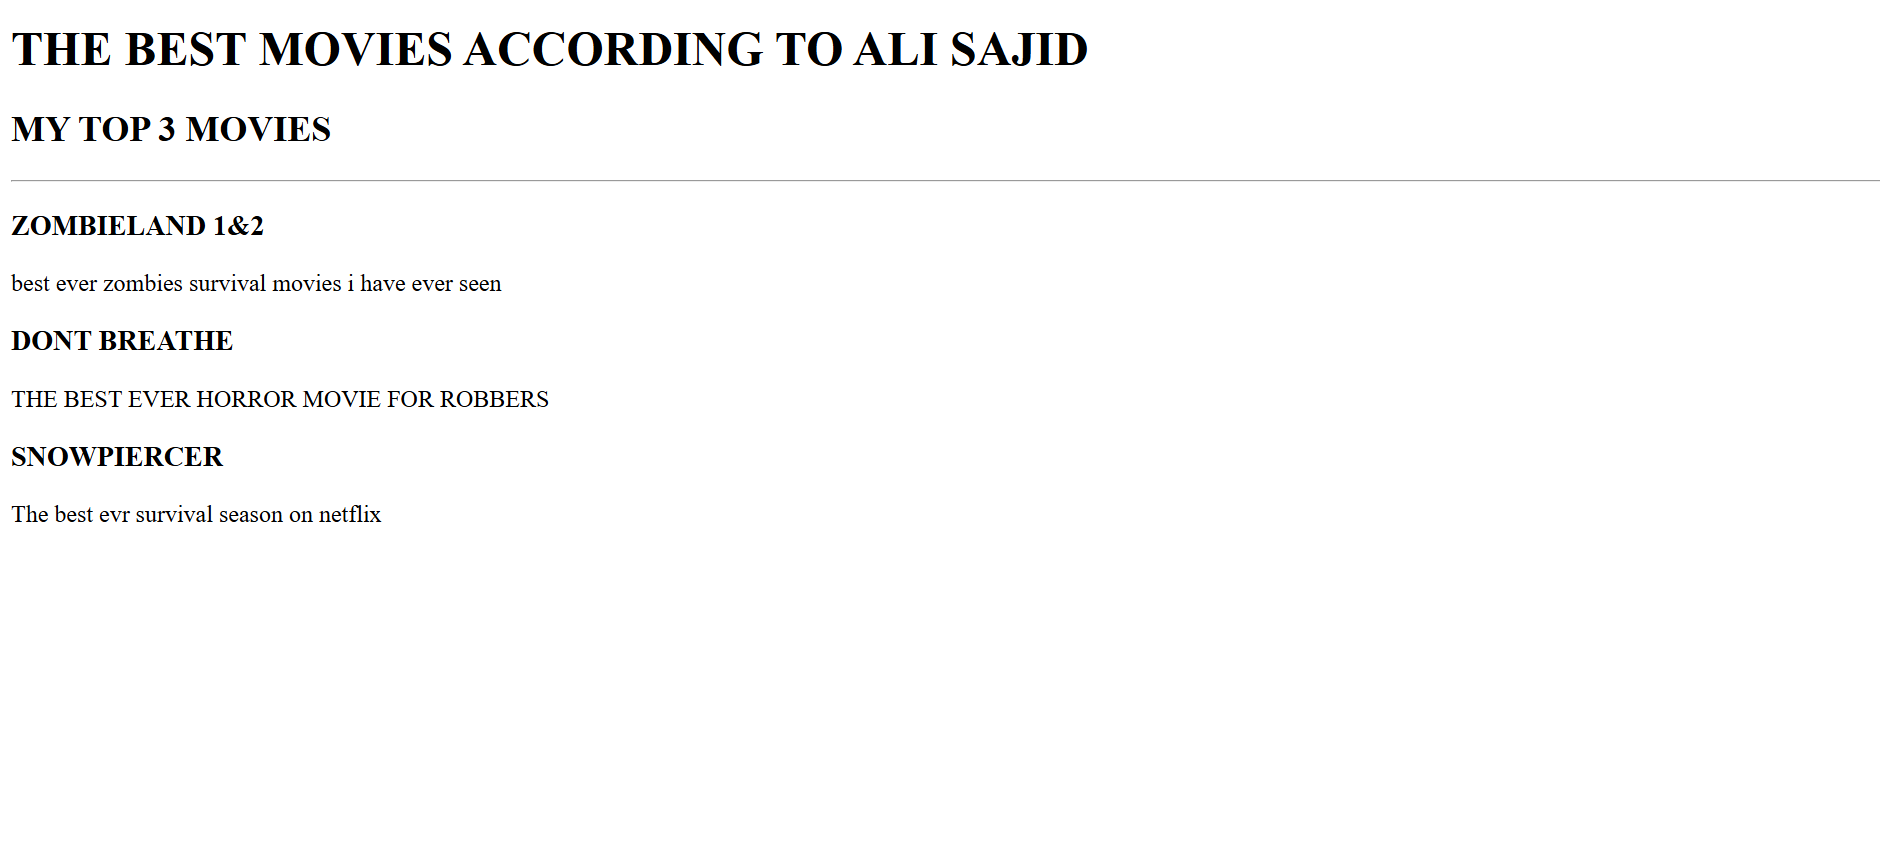 THE BEST MOVIES ACCORDING TO ALI SAJID
MY TOP 3 MOVIES
ZOMBIELAND 1&2
best ever zombies survival movies i have ever seen
DONT BREATHE
THE BEST EVER HORROR MOVIE FOR ROBBERS
SNOWPIERCER
The best evr survival season on netflix